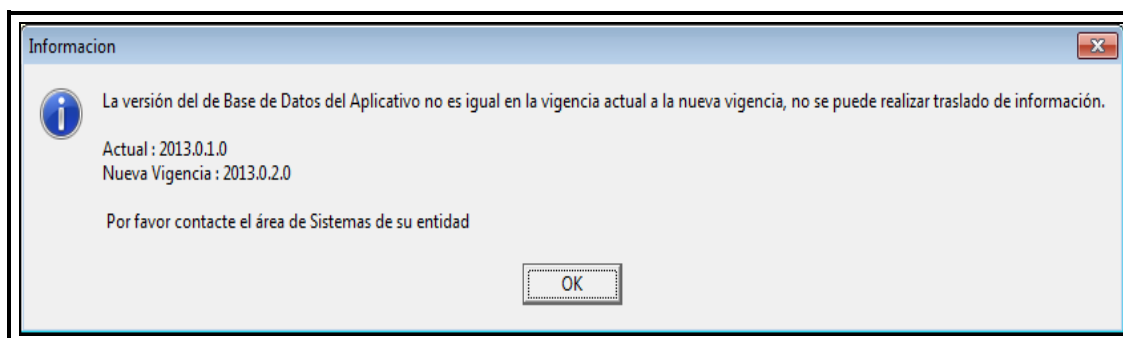 Informacion
La versión del de Base de Datos del Aplicativo no es igual en la vigencia actual a la nueva vigencia, no se puede realizar traslado de información.
Actual : 2013.0.1.0
Nueva Vigencia : 2013.0.2.0
Por favor contacte el área de Sistemas de su entidad
OK